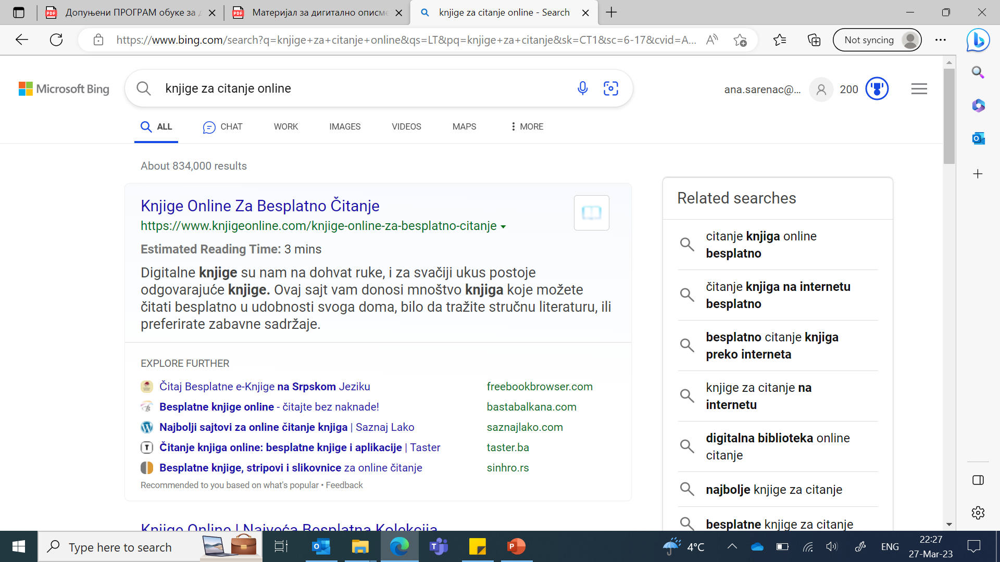 Допуњени ПРОГРАМ обуке за
Материјал за дигитално описме
knjige za citanje online - Search
https://www.bing.com/search?q=knjige+za+citanje+online&qs=LT&pq=knjige+za+citanje&sk=CT1&sc=6-17&cvid=A...
Not syncing
Microsoft Bing
knjige za citanje online
ana.sarenac@...
200
ALL
CHAT
WORK
IMAGES
VIDEOS
MAPS
MORE
About 834,000 results
Knjige Online Za Besplatno Čitanje
https://www.knjigeonline.com/knjige-online-za-besplatno-citanje
Estimated Reading Time: 3 mins
Digitalne knjige su nam na dohvat ruke, i za svačiji ukus postoje
odgovarajuće knjige. Ovaj sajt vam donosi mnoštvo knjiga koje možete
čitati besplatno u udobnosti svoga doma, bilo da tražite stručnu literaturu, ili
preferirate zabavne sadržaje.
EXPLORE FURTHER
Čitaj Besplatne e-Knjige na Srpskom Jeziku freebookbrowser.com
Besplatne knjige online - čitajte bez naknade! bastabalkana.com
Najbolji sajtovi za online čitanje knjiga | Saznaj Lako saznajlako.com
Čitanje knjiga online: besplatne knjige i aplikacije | Taster taster.ba
Besplatne knjige, stripovi i slikovnice za online čitanje sinhro.rs
Recommended to you based on what's popular • Feedback
Knjige Online | Najveća Besplatna Kolekcija
Related searches
citanje knjiga online
besplatno
čitanje knjiga na internetu
besplatno
besplatno citanje knjiga
preko interneta
knjige za citanje na
internetu
digitalna biblioteka online
citanje
najbolje knjige za citanje
besplatne knjige za citanje
Type here to search
4°C
ENG
22:27
27-Mar-23